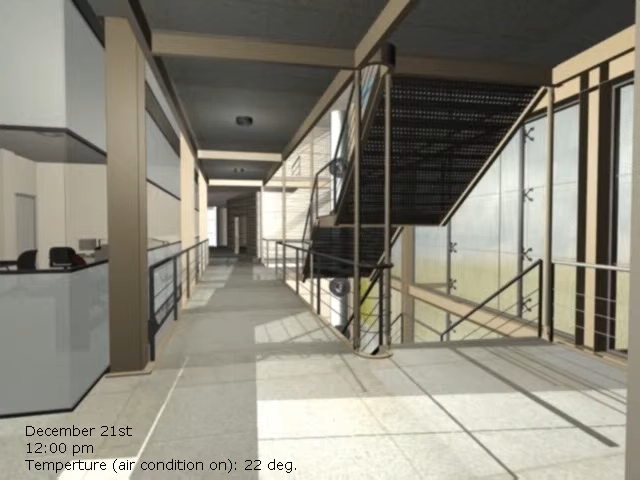 December 21st
12:00 pm
Temperture (air condition on): 22 deg.